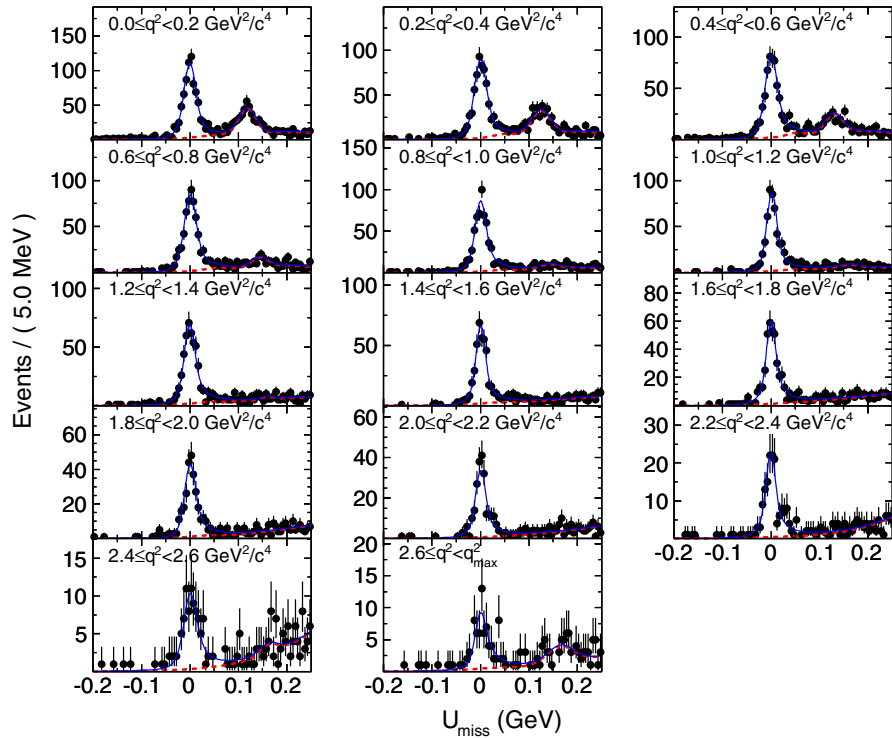 0.0≤q²<0.2 GeV²/c⁴
0.2≤q²<0.4 GeV²/c⁴
0.4≤q²<0.6 GeV²/c⁴
150
100
50
100
50
100
50
0.6≤q²<0.8 GeV²/c⁴
0.8≤q²<1.0 GeV²/c⁴
1.0≤q²<1.2 GeV²/c⁴
100
50
150
100
50
100
50
1.2≤q²<1.4 GeV²/c⁴
1.4≤q²<1.6 GeV²/c⁴
1.6≤q²<1.8 GeV²/c⁴
100
50
100
50
80
60
40
20
1.8≤q²<2.0 GeV²/c⁴
2.0≤q²<2.2 GeV²/c⁴
2.2≤q²<2.4 GeV²/c⁴
60
40
20
60
40
20
0
30
20
10
-0.2 -0.1 0 0.1 0.2
2.4≤q²<2.6 GeV²/c⁴
2.6≤q²<q²max
15
10
5
20
15
10
5
0
-0.2 -0.1 0 0.1 0.2
-0.2 -0.1 0 0.1 0.2
Events / ( 5.0 MeV )
U_miss (GeV)